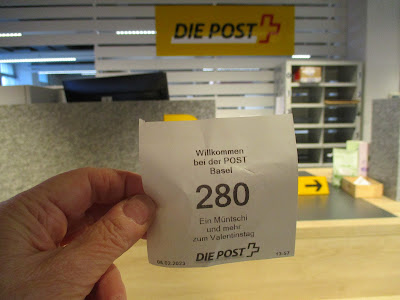 DIE POST
Willkommen
bei der POST
Basel
280
Ein Müntschi
und mehr
zum Valentinstag
DIE POST